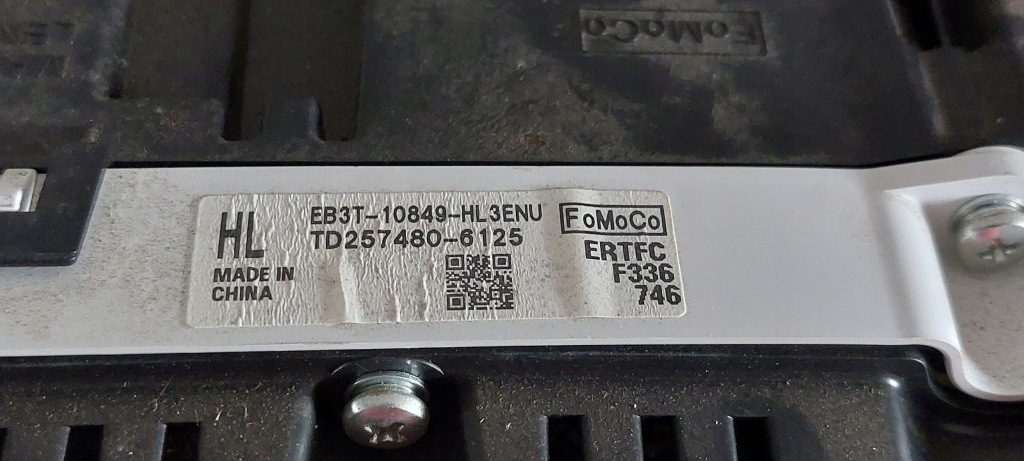 FoMoCo
HL
EB3T-10849-HL3ENU
TD257480-6125
MADE IN
CHINA
FoMoCo
ERTFC
F336
746